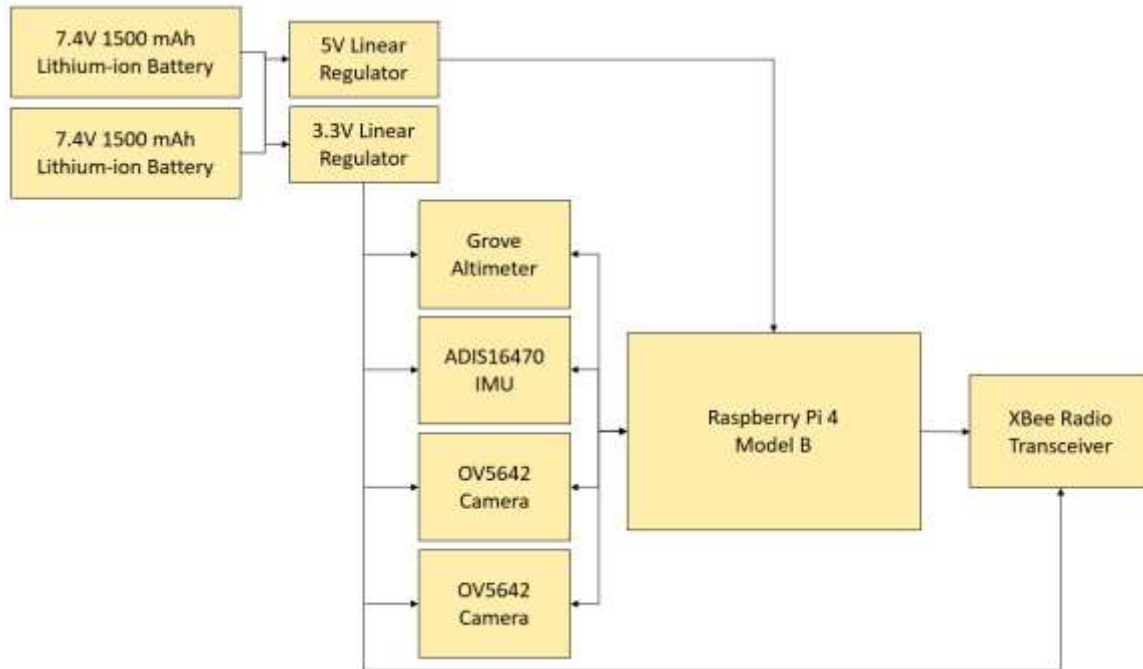 7.4V 1500 mAh
Lithium-ion Battery
5V Linear
Regulator
7.4V 1500 mAh
Lithium-ion Battery
3.3V Linear
Regulator
Grove
Altimeter
ADIS16470
IMU
OV5642
Camera
OV5642
Camera
Raspberry Pi 4
Model B
XBee Radio
Transceiver